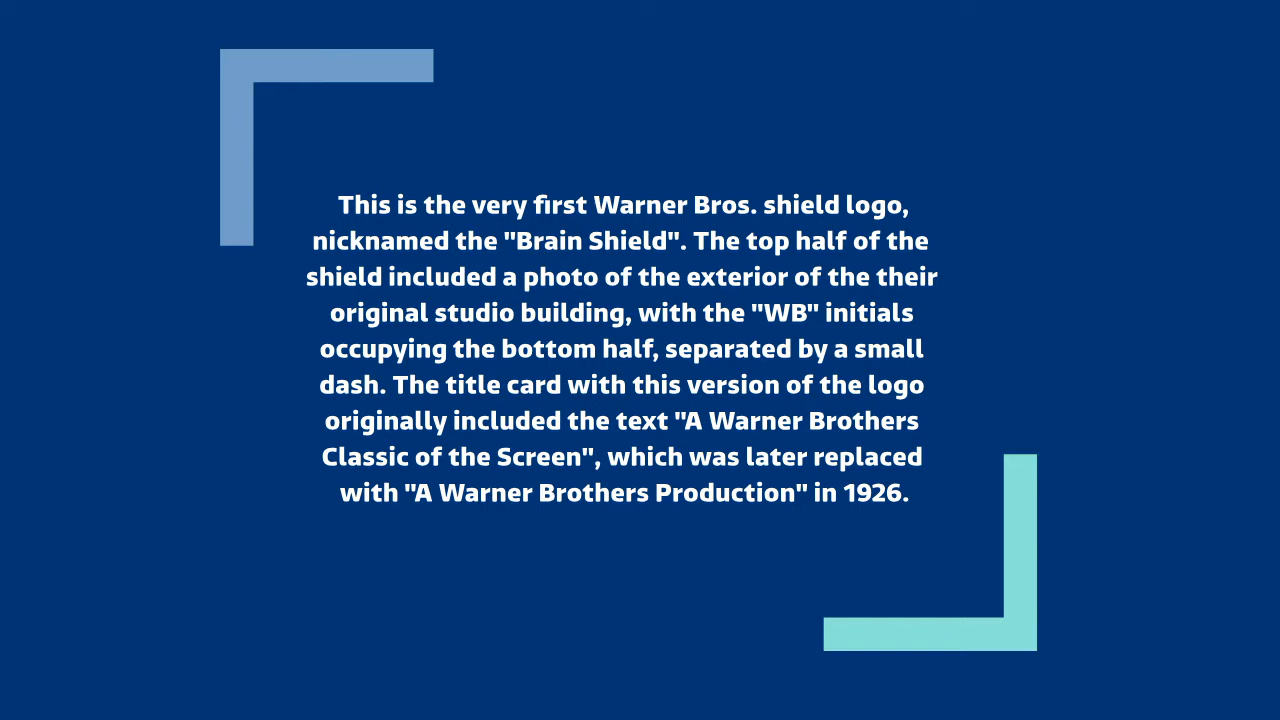 This is the very first Warner Bros. shield logo,
nicknamed the "Brain Shield". The top half of the
shield included a photo of the exterior of the their
original studio building, with the "WB" initials
occupying the bottom half, separated by a small
dash. The title card with this version of the logo
originally included the text "A Warner Brothers
Classic of the Screen", which was later replaced
with "A Warner Brothers Production" in 1926.